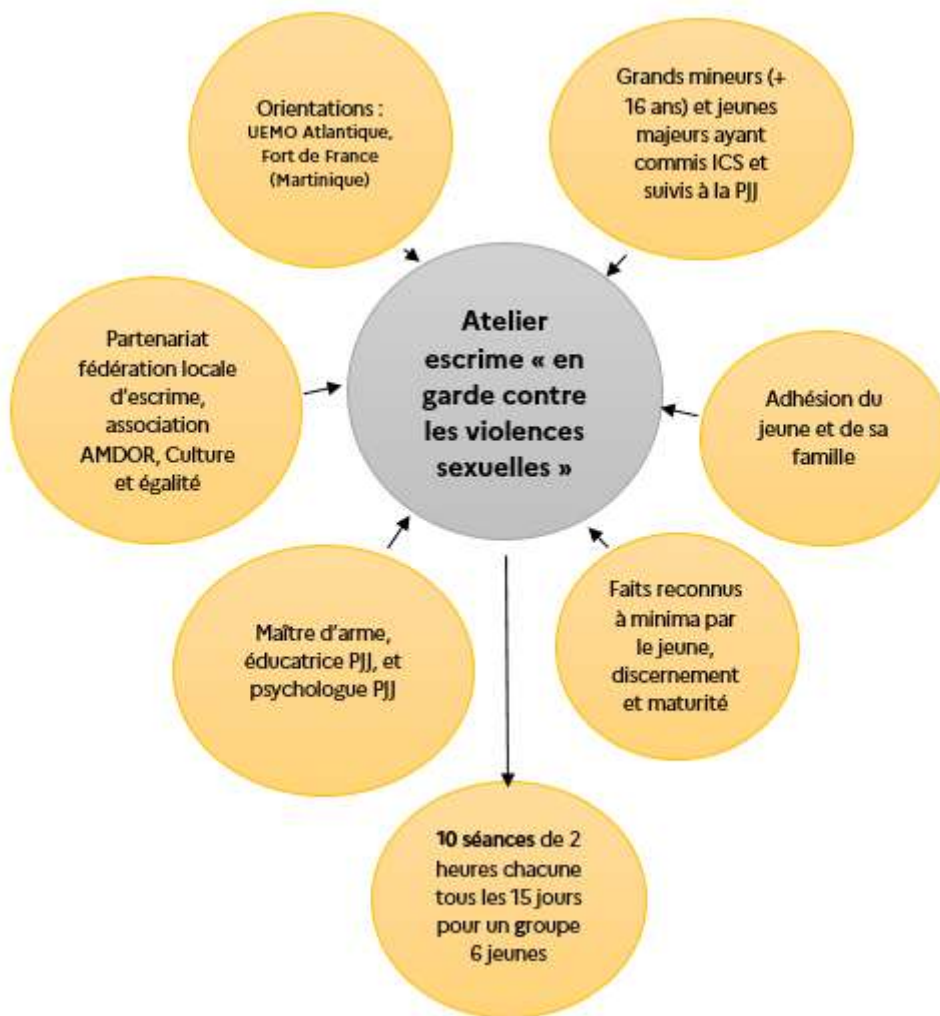 Orientations :
UEMO Atlantique,
Fort de France
(Martinique)
Grands mineurs (+
16 ans) et jeunes
majeurs ayant
commis ICS et
suivis à la PJJ
Atelier
escrime « en
garde contre
les violences
sexuelles »
Partenariat
fédération locale
d'escrime,
association
AMDOR, Culture
et égalité
Adhésion du
jeune et de sa
famille
Maître d'arme,
éducatrice PJJ, et
psychologue PJJ
Faits reconnus
à minima par
le jeune,
discernement
et maturité
10 séances de 2
heures chacune
tous les 15 jours
pour un groupe
6 jeunes